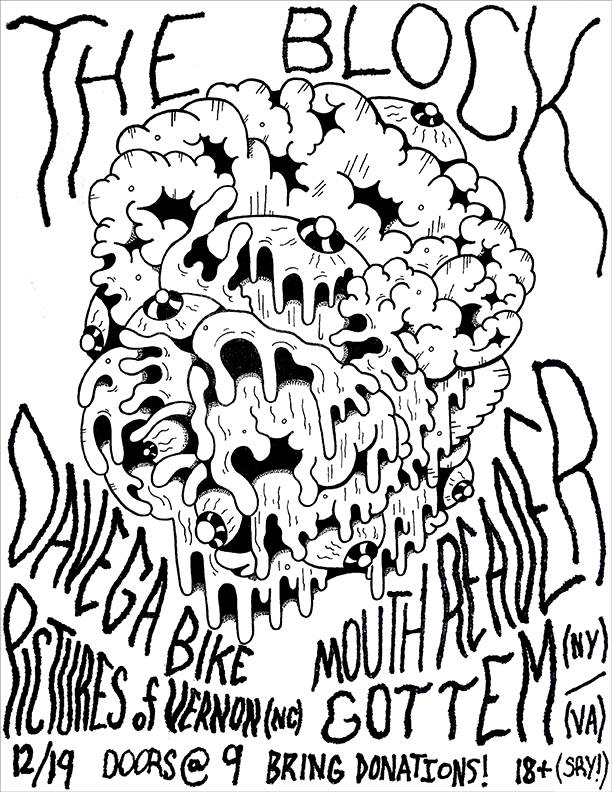 THE BLOCK
DAVEGA BIKE
MOUTH READER (NY)
PICTURES of VERNON (NC)
GOTTEM (VA)
12/19 DOORS @ 9 BRING DONATIONS! 18+ (SRY!)